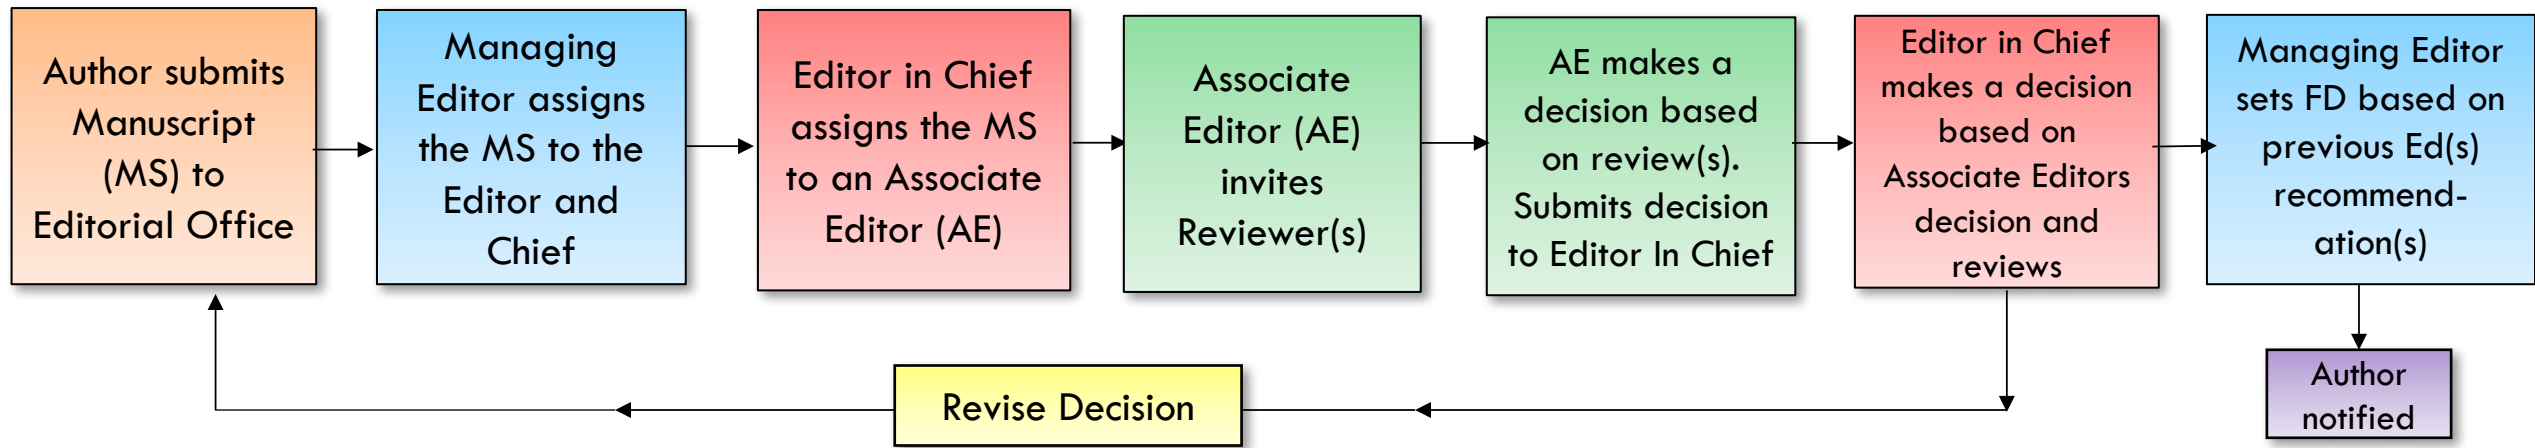 Author submits
Manuscript
(MS) to
Editorial Office
Managing
Editor assigns
the MS to the
Editor and
Chief
Editor in Chief
assigns the MS
to an Associate
Editor (AE)
Associate
Editor (AE)
invites
Reviewer(s)
AE makes a
decision based
on review(s).
Submits decision
to Editor In Chief
Editor in Chief
makes a decision
based on
Associate Editors
decision and
reviews
Managing Editor
sets FD based on
previous Ed(s)
recommend-
ation(s)
Revise Decision
Author
notified